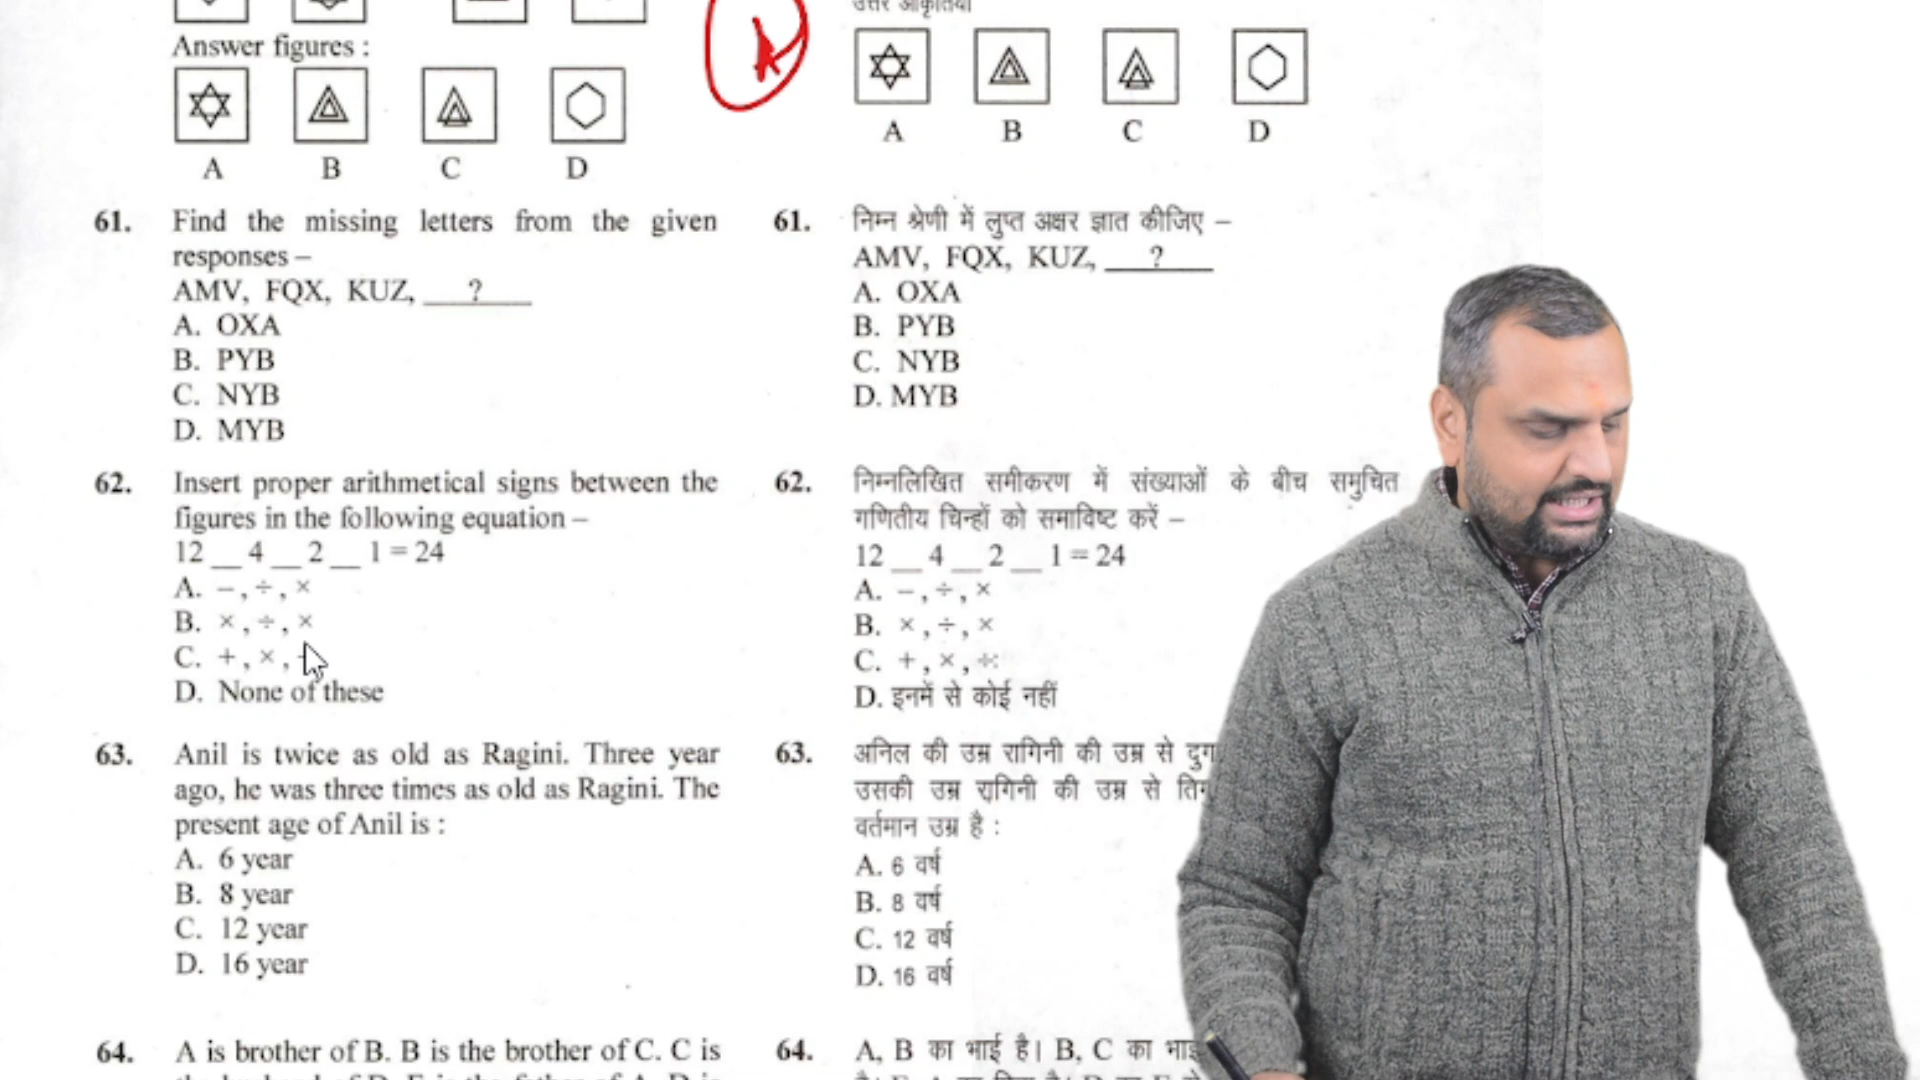 Answer figures :
A B C D
61. Find the missing letters from the given
responses –
AMV, FQX, KUZ, ___?___
A. OXA
B. PYB
C. NYB
D. MYB
62. Insert proper arithmetical signs between the
figures in the following equation –
12 __ 4 __ 2 __ 1 = 24
A. – , ÷ , ×
B. × , ÷ , ×
C. + , × ,
D. None of these
63. Anil is twice as old as Ragini. Three year
ago, he was three times as old as Ragini. The
present age of Anil is :
A. 6 year
B. 8 year
C. 12 year
D. 16 year
64. A is brother of B. B is the brother of C. C is
उत्तर आकृतियाँ
A B C D
61. निम्न श्रेणी में लुप्त अक्षर ज्ञात कीजिए –
AMV, FQX, KUZ, ___?___
A. OXA
B. PYB
C. NYB
D. MYB
62. निम्नलिखित समीकरण में संख्याओं के बीच समुचित
गणितीय चिन्हों को समाविष्ट करें –
12 __ 4 __ 2 __ 1 = 24
A. – , ÷ , ×
B. × , ÷ , ×
C. + , × , ÷
D. इनमें से कोई नहीं
63. अनिल की उम्र रागिनी की उम्र से
उसकी उम्र रागिनी की उम्र से
वर्तमान उम्र है :
A. 6 वर्ष
B. 8 वर्ष
C. 12 वर्ष
D. 16 वर्ष
64. A, B का भाई है। B, C का